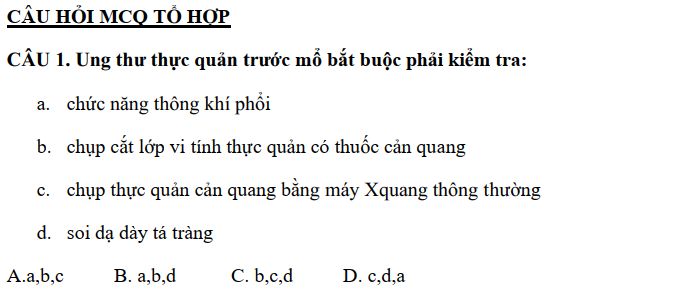 CÂU HỎI MCQ TỔ HỢP
CÂU 1. Ung thư thực quản trước mổ bắt buộc phải kiểm tra:
a. chức năng thông khí phổi
b. chụp cắt lớp vi tính thực quản có thuốc cản quang
c. chụp thực quản cản quang bằng máy Xquang thông thường
d. soi dạ dày tá tràng
A.a,b,c B. a,b,d C. b,c,d D. c,d,a